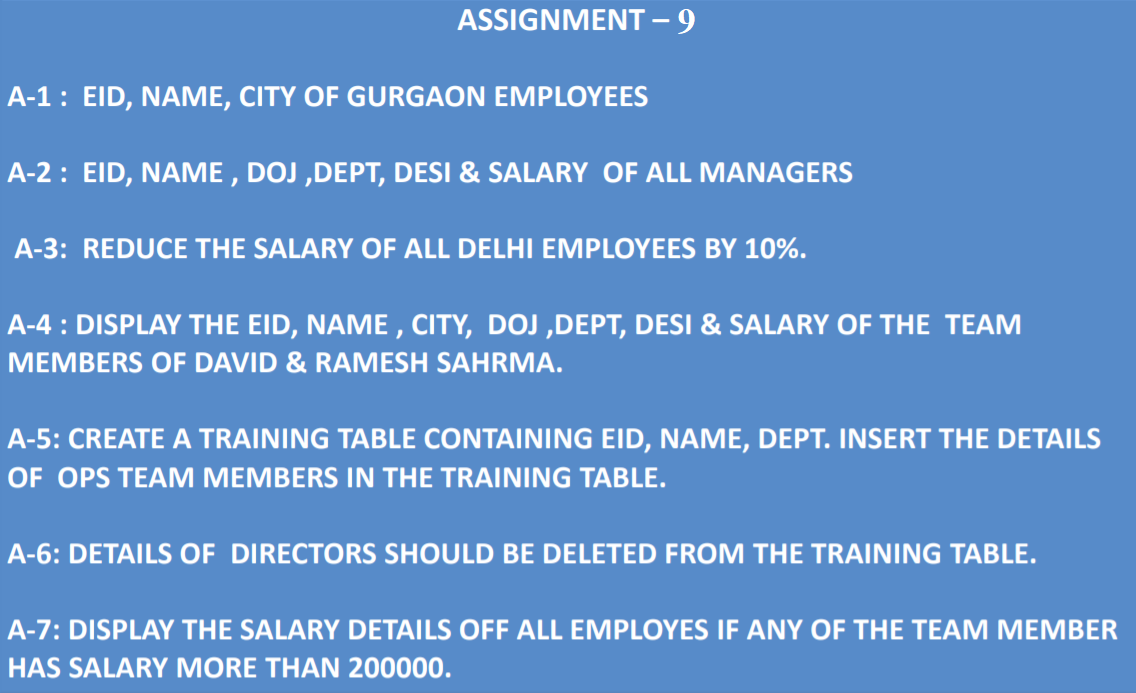 ASSIGNMENT – 9
A-1 : EID, NAME, CITY OF GURGAON EMPLOYEES
A-2 : EID, NAME , DOJ ,DEPT, DESI & SALARY OF ALL MANAGERS
A-3: REDUCE THE SALARY OF ALL DELHI EMPLOYEES BY 10%.
A-4 : DISPLAY THE EID, NAME , CITY, DOJ ,DEPT, DESI & SALARY OF THE TEAM
MEMBERS OF DAVID & RAMESH SAHRMA.
A-5: CREATE A TRAINING TABLE CONTAINING EID, NAME, DEPT. INSERT THE DETAILS
OF OPS TEAM MEMBERS IN THE TRAINING TABLE.
A-6: DETAILS OF DIRECTORS SHOULD BE DELETED FROM THE TRAINING TABLE.
A-7: DISPLAY THE SALARY DETAILS OFF ALL EMPLOYES IF ANY OF THE TEAM MEMBER
HAS SALARY MORE THAN 200000.